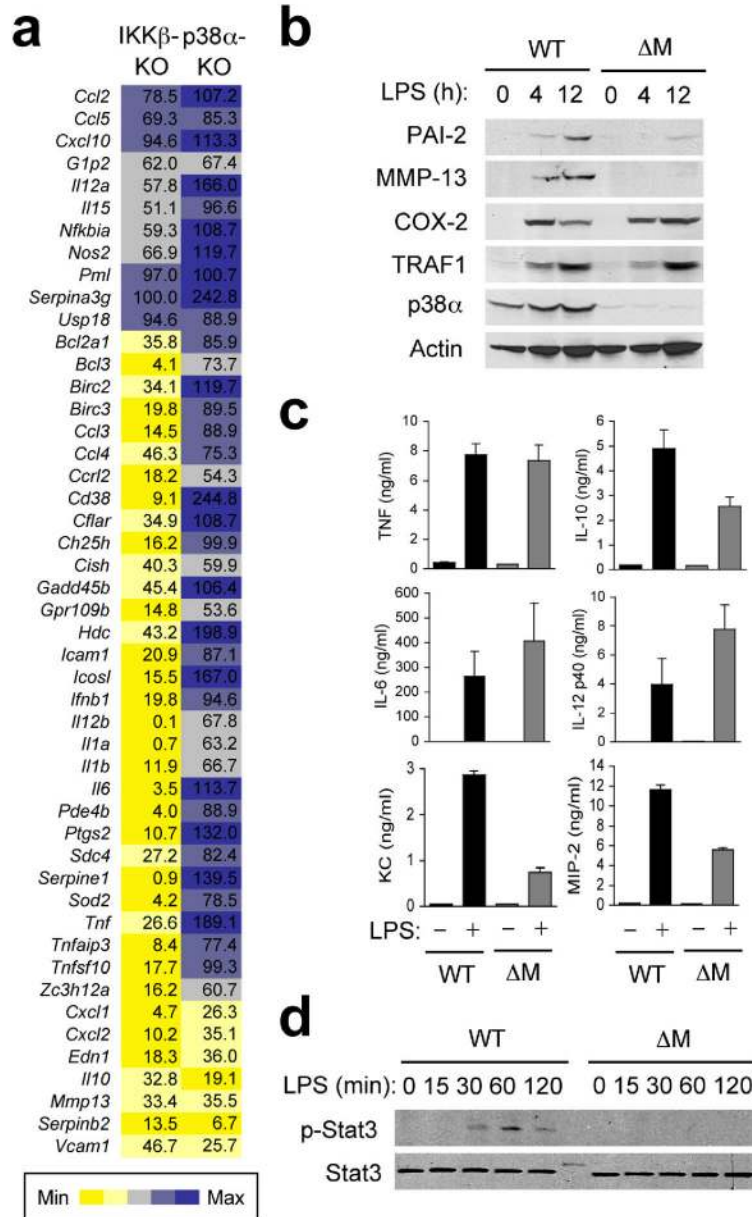 a
IKKβ- p38α-
KO KO
Ccl2 78.5 107.2
Ccl5 69.3 85.3
Cxcl10 94.6 113.3
G1p2 62.0 67.4
Il12a 57.8 166.0
Il15 51.1 96.6
Nfkbia 59.3 108.7
Nos2 66.9 119.7
Pml 97.0 100.7
Serpina3g 100.0 242.8
Usp18 94.6 88.9
Bcl2a1 35.8 85.9
Bcl3 4.1 73.7
Birc2 34.1 119.7
Birc3 19.8 89.5
Ccl3 14.5 88.9
Ccl4 46.3 75.3
Ccrl2 18.2 54.3
Cd38 9.1 244.8
Cflar 34.9 108.7
Ch25h 16.2 99.9
Cish 40.3 59.9
Gadd45b 45.4 106.4
Gpr109b 14.8 53.6
Hdc 43.2 198.9
Icam1 20.9 87.1
Icosl 15.5 167.0
Ifnb1 19.8 94.6
Il12b 0.1 67.8
Il1a 0.7 63.2
Il1b 11.9 66.7
Il6 3.5 113.7
Pde4b 4.0 88.9
Ptgs2 10.7 132.0
Sdc4 27.2 82.4
Serpine1 0.9 139.5
Sod2 4.2 78.5
Tnf 26.6 189.1
Tnfaip3 8.4 77.4
Tnfsf10 17.7 99.3
Zc3h12a 16.2 60.7
Cxcl1 4.7 26.3
Cxcl2 10.2 35.1
Edn1 18.3 36.0
Il10 32.8 19.1
Mmp13 33.4 35.5
Serpinb2 13.5 6.7
Vcam1 46.7 25.7
Min Max
b
WT ΔM
LPS (h): 0 4 12 0 4 12
PAI-2
MMP-13
COX-2
TRAF1
p38α
Actin
c
TNF (ng/ml)
10
8
6
4
2
0
IL-10 (ng/ml)
6
5
4
3
2
1
0
IL-6 (ng/ml)
600
500
400
300
200
100
0
IL-12 p40 (ng/ml)
10
8
6
4
2
0
KC (ng/ml)
3
2
1
0
MIP-2 (ng/ml)
14
12
10
8
6
4
2
0
LPS: − + − + − + − +
WT ΔM WT ΔM
d
WT ΔM
LPS (min): 0 15 30 60 120 0 15 30 60 120
p-Stat3
Stat3